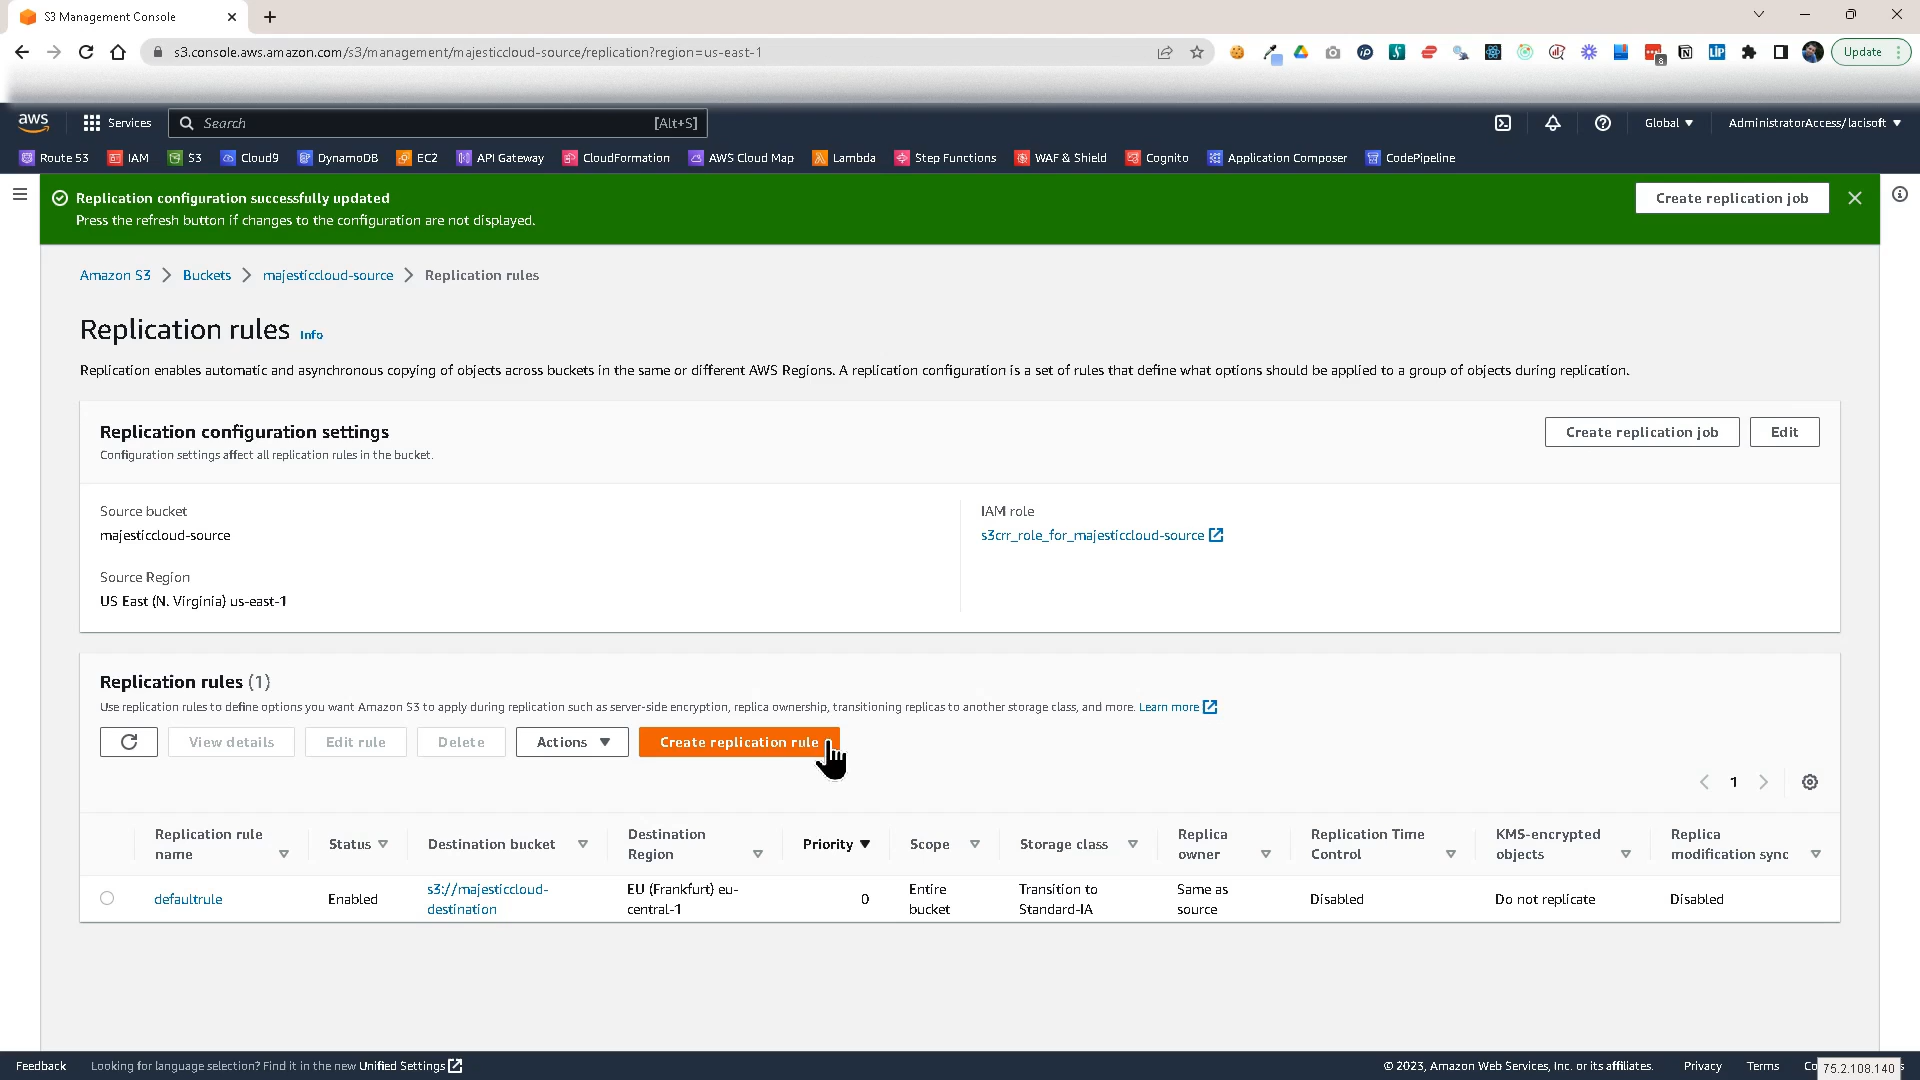 S3 Management Console
s3.console.aws.amazon.com/s3/management/majesticcloud-source/replication?region=us-east-1
Update
aws
Services
Search
[Alt+S]
Global
AdministratorAccess/lacisoft
Route 53
IAM
S3
Cloud9
DynamoDB
EC2
API Gateway
CloudFormation
AWS Cloud Map
Lambda
Step Functions
WAF & Shield
Cognito
Application Composer
CodePipeline
Replication configuration successfully updated
Press the refresh button if changes to the configuration are not displayed.
Create replication job
Amazon S3 > Buckets > majesticcloud-source > Replication rules
Replication rules Info
Replication enables automatic and asynchronous copying of objects across buckets in the same or different AWS Regions. A replication configuration is a set of rules that define what options should be applied to a group of objects during replication.
Replication configuration settings
Configuration settings affect all replication rules in the bucket.
Create replication job
Edit
Source bucket
majesticcloud-source
Source Region
US East (N. Virginia) us-east-1
IAM role
s3crr_role_for_majesticcloud-source
Replication rules (1)
Use replication rules to define options you want Amazon S3 to apply during replication such as server-side encryption, replica ownership, transitioning replicas to another storage class, and more. Learn more
View details
Edit rule
Delete
Actions
Create replication rule
1
Replication rule name
Status
Destination bucket
Destination Region
Priority
Scope
Storage class
Replica owner
Replication Time Control
KMS-encrypted objects
Replica modification sync
defaultrule
Enabled
s3://majesticcloud-destination
EU (Frankfurt) eu-central-1
0
Entire bucket
Transition to Standard-IA
Same as source
Disabled
Do not replicate
Disabled
Feedback
Looking for language selection? Find it in the new Unified Settings
© 2023, Amazon Web Services, Inc. or its affiliates.
Privacy
Terms
75.2.108.140